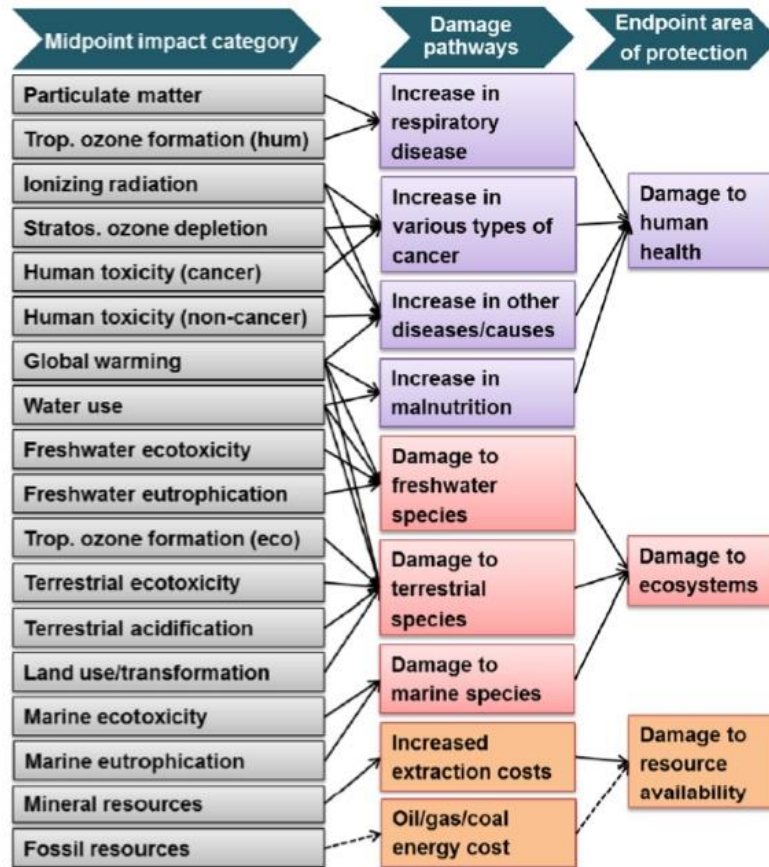 Midpoint impact category
Damage
pathways
Endpoint area
of protection
Particulate matter
Trop. ozone formation (hum)
Ionizing radiation
Stratos. ozone depletion
Human toxicity (cancer)
Human toxicity (non-cancer)
Global warming
Water use
Freshwater ecotoxicity
Freshwater eutrophication
Trop. ozone formation (eco)
Terrestrial ecotoxicity
Terrestrial acidification
Land use/transformation
Marine ecotoxicity
Marine eutrophication
Mineral resources
Fossil resources
Increase in
respiratory
disease
Increase in
various types of
cancer
Increase in other
diseases/causes
Increase in
malnutrition
Damage to
freshwater
species
Damage to
terrestrial
species
Damage to
marine species
Increased
extraction costs
Oil/gas/coal
energy cost
Damage to
human
health
Damage to
ecosystems
Damage to
resource
availability